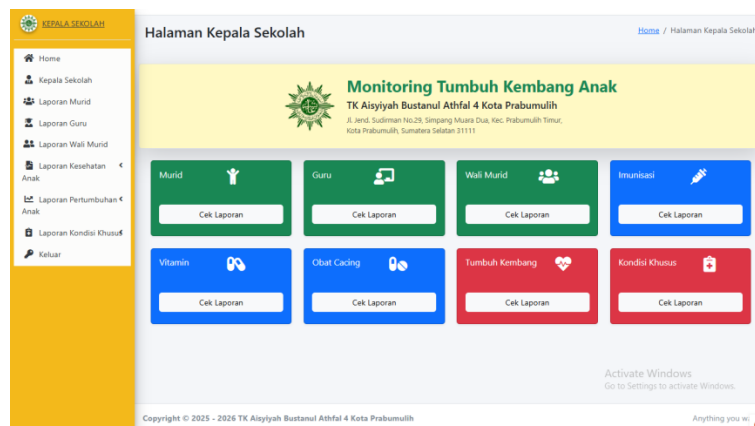 KEPALA SEKOLAH
Home
Kepala Sekolah
Laporan Murid
Laporan Guru
Laporan Wali Murid
Laporan Kesehatan
Anak
Laporan Pertumbuhan
Anak
Laporan Kondisi Khusus
Keluar
Halaman Kepala Sekolah
Home / Halaman Kepala Sekolah
Monitoring Tumbuh Kembang Anak
TK Aisyiyah Bustanul Athfal 4 Kota Prabumulih
Jl. Jend. Sudirman No.29, Simpang Muara Dua, Kec. Prabumulih Timur,
Kota Prabumulih, Sumatera Selatan 31111
Murid
Cek Laporan
Guru
Cek Laporan
Wali Murid
Cek Laporan
Imunisasi
Cek Laporan
Vitamin
Cek Laporan
Obat Cacing
Cek Laporan
Tumbuh Kembang
Cek Laporan
Kondisi Khusus
Cek Laporan
Activate Windows
Go to Settings to activate Windows.
Copyright © 2025 - 2026 TK Aisyiyah Bustanul Athfal 4 Kota Prabumulih
Anything you